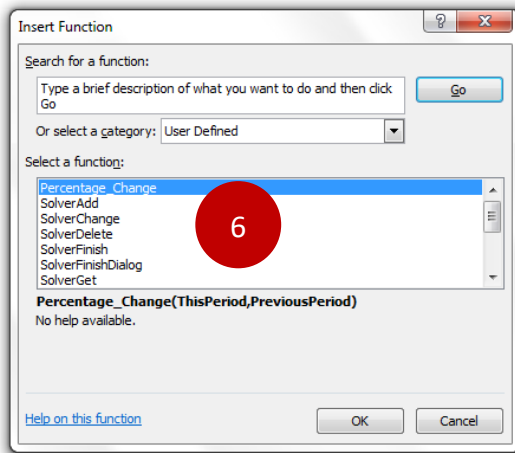 Insert Function
Search for a function:
Type a brief description of what you want to do and then click
Go
Go
Or select a category: User Defined
Select a function:
Percentage_Change
SolverAdd
SolverChange
SolverDelete
SolverFinish
SolverFinishDialog
SolverGet
6
Percentage_Change(ThisPeriod,PreviousPeriod)
No help available.
Help on this function
OK
Cancel